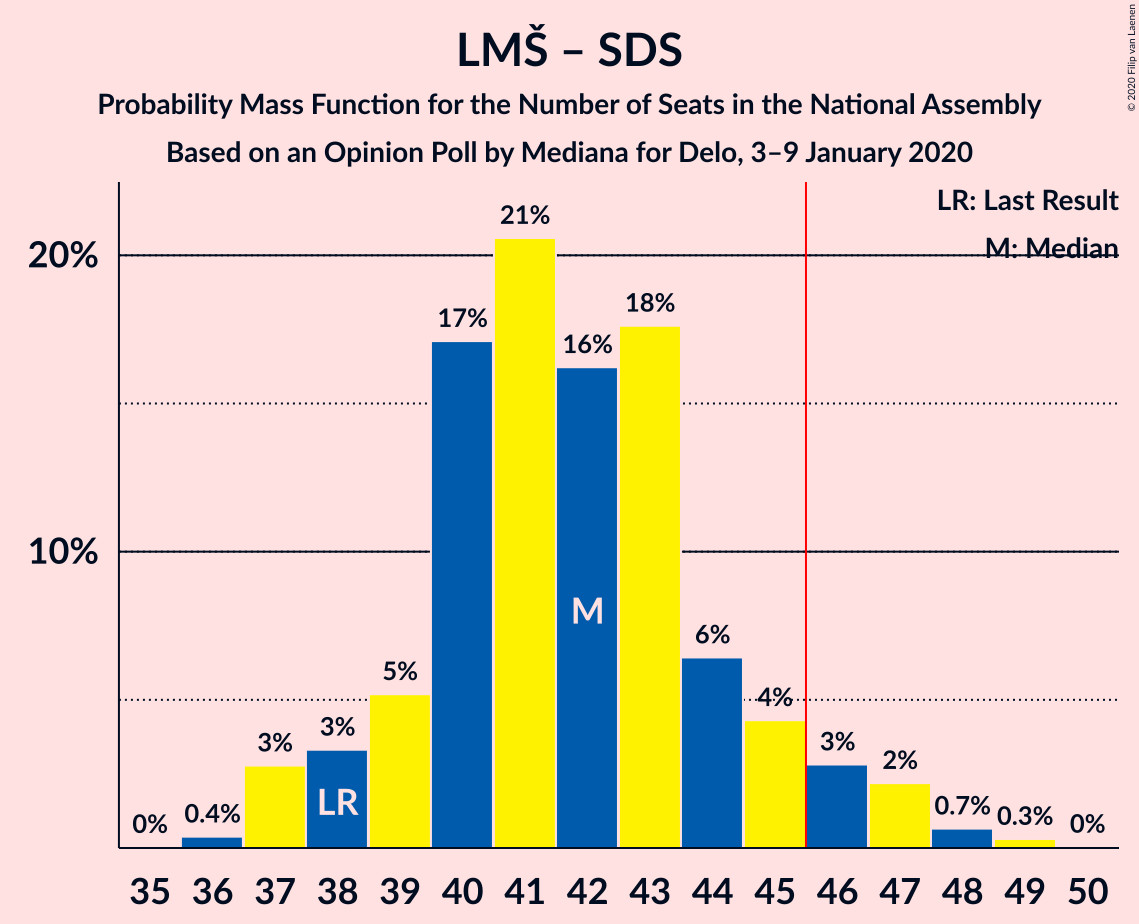 LMŠ – SDS
Probability Mass Function for the Number of Seats in the National Assembly
Based on an Opinion Poll by Mediana for Delo, 3–9 January 2020
© 2020 Filip van Laenen
LR: Last Result
M: Median
20%
10%
0%
0.4%
3%
3%
5%
17%
21%
16%
18%
6%
4%
3%
2%
0.7%
0.3%
0%
LR
M
35 36 37 38 39 40 41 42 43 44 45 46 47 48 49 50